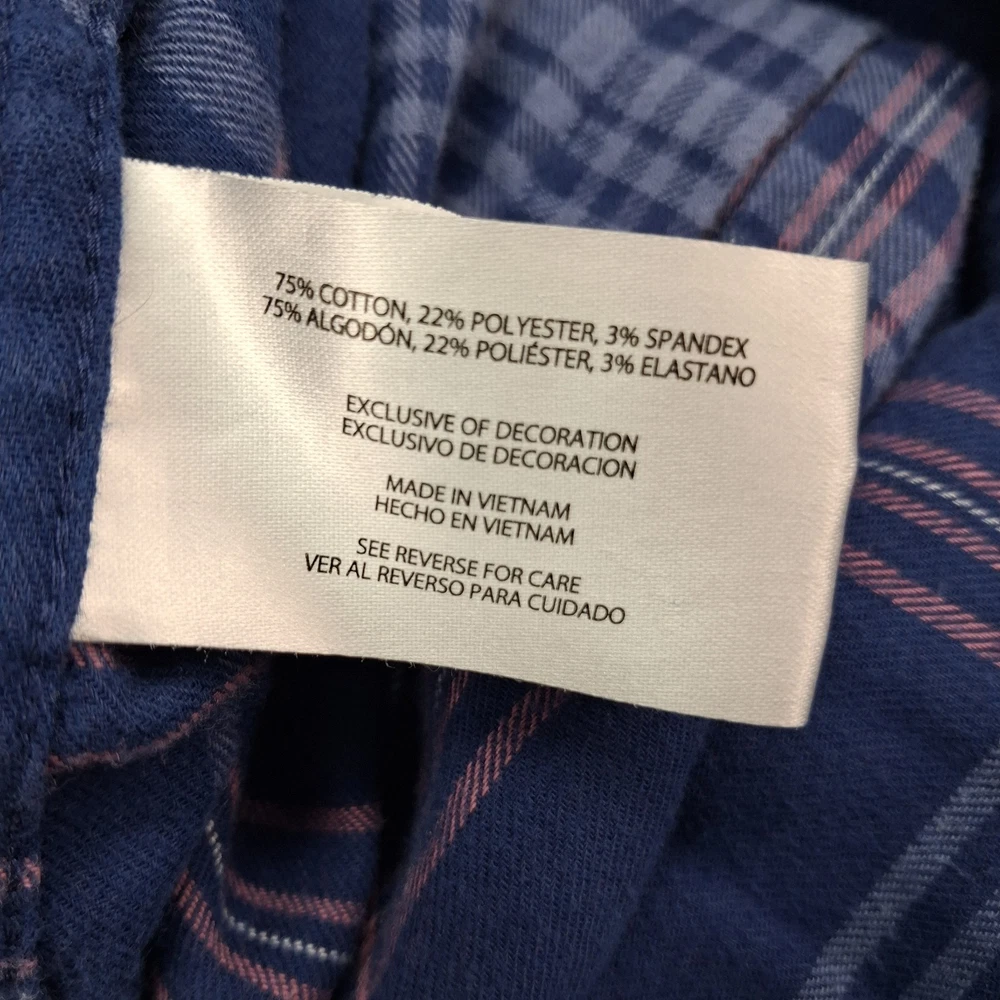 75% COTTON, 22% POLYESTER, 3% SPANDEX
75% ALGODÓN, 22% POLIÉSTER, 3% ELASTANO
EXCLUSIVE OF DECORATION
EXCLUSIVO DE DECORACION
MADE IN VIETNAM
HECHO EN VIETNAM
SEE REVERSE FOR CARE
VER AL REVERSO PARA CUIDADO